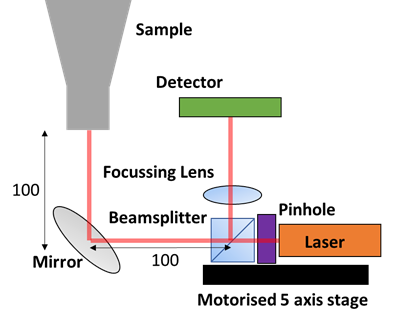 Sample
Detector
100
Focussing Lens
Beamsplitter
Pinhole
Laser
Mirror
100
Motorised 5 axis stage